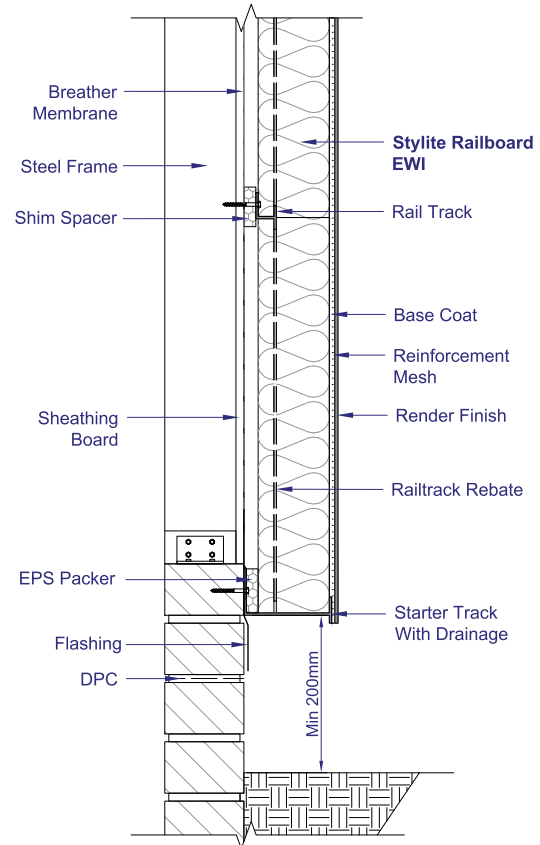 Breather
Membrane
Steel Frame
Shim Spacer
Sheathing
Board
EPS Packer
Flashing
DPC
Stylite Railboard
EWI
Rail Track
Base Coat
Reinforcement
Mesh
Render Finish
Railtrack Rebate
Starter Track
With Drainage
Min 200mm